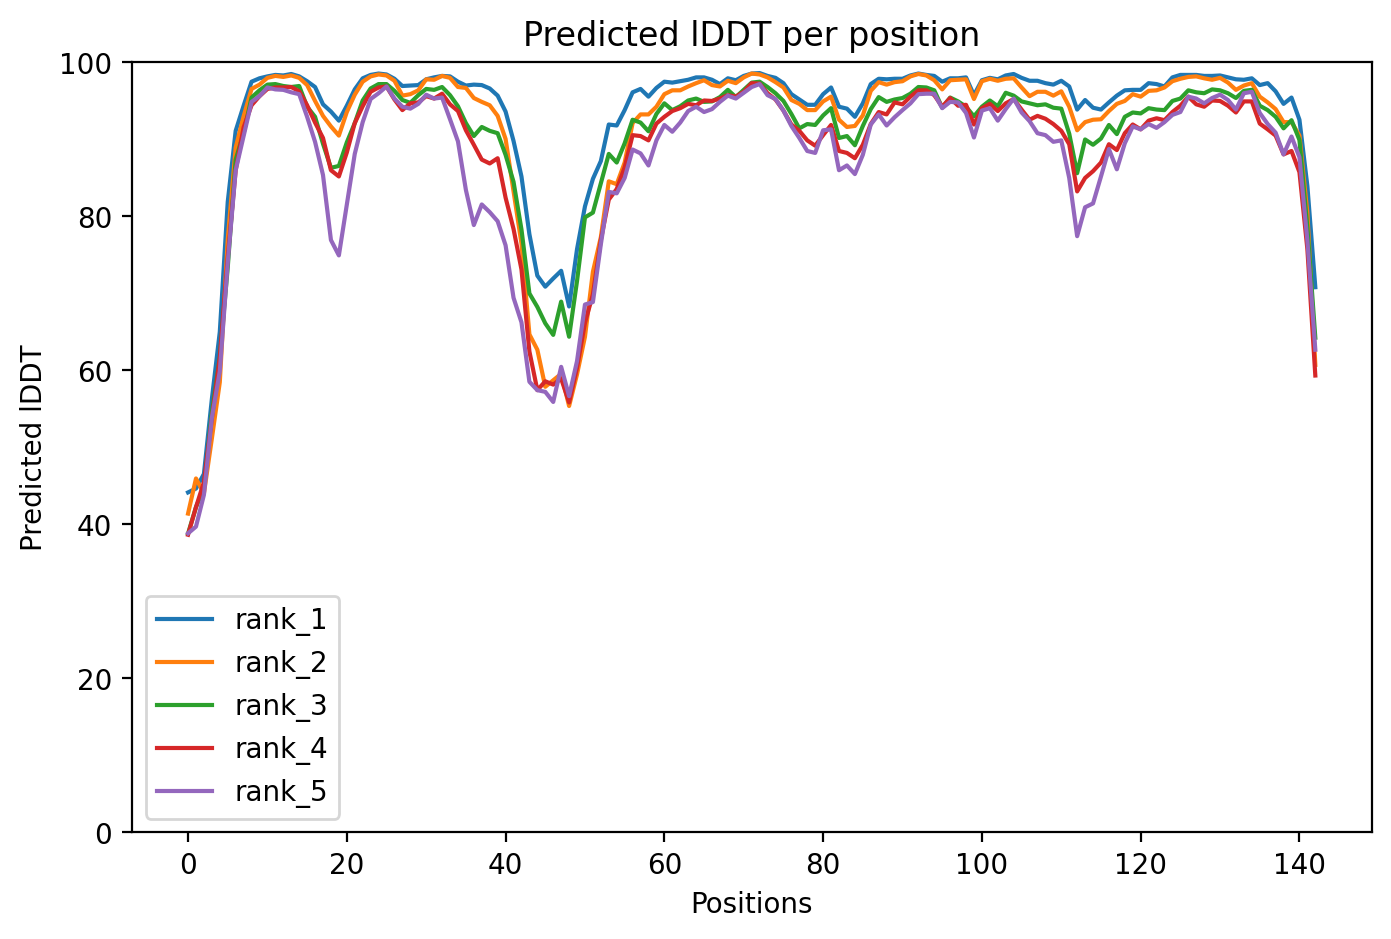 Predicted lDDT per position
100
80
60
40
20
0
Predicted lDDT
rank_1
rank_2
rank_3
rank_4
rank_5
0 20 40 60 80 100 120 140
Positions